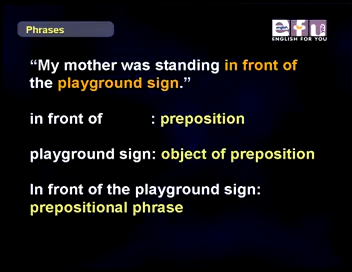 Phrases
efu
ENGLISH FOR YOU
“My mother was standing in front of
the playground sign.”
in front of : preposition
playground sign: object of preposition
In front of the playground sign:
prepositional phrase